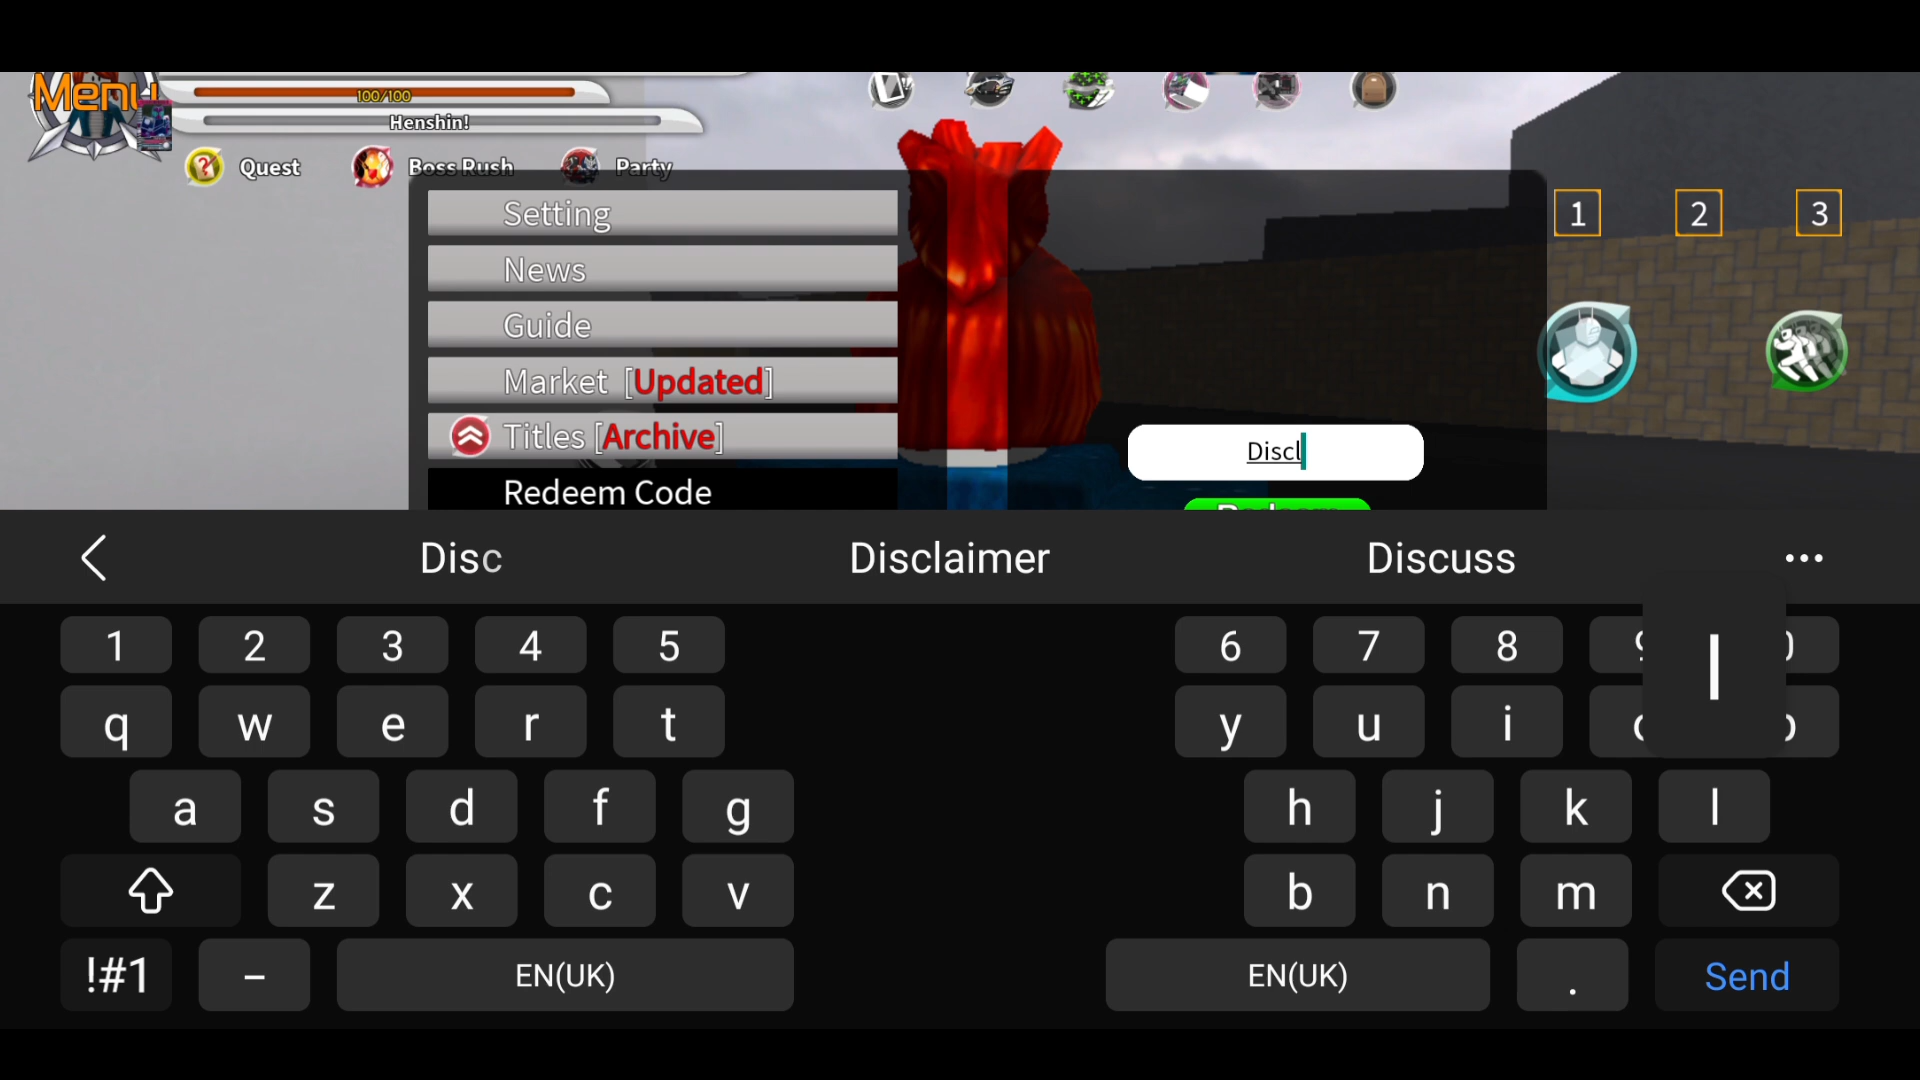 Menu
100/100
Henshin!
Quest
Boss Rush
Party
1
2
3
Setting
News
Guide
Market [Updated]
Titles [Archive]
Redeem Code
Discl
Disc
Disclaimer
Discuss
1 2 3 4 5 6 7 8
q w e r t y u i
l
a s d f g h j k l
z x c v b n m
!#1 – EN(UK) EN(UK) . Send